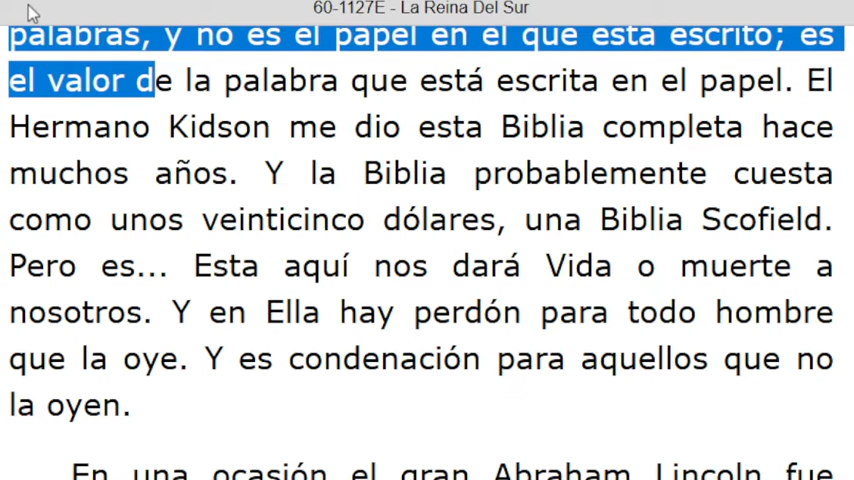 60-1127E - La Reina Del Sur
palabras, y no es el papel en el que está escrito; es
el valor de la palabra que está escrita en el papel. El
Hermano Kidson me dio esta Biblia completa hace
muchos años. Y la Biblia probablemente cuesta
como unos veinticinco dólares, una Biblia Scofield.
Pero es... Esta aquí nos dará Vida o muerte a
nosotros. Y en Ella hay perdón para todo hombre
que la oye. Y es condenación para aquellos que no
la oyen.
En una ocasión el gran Abraham Lincoln fue